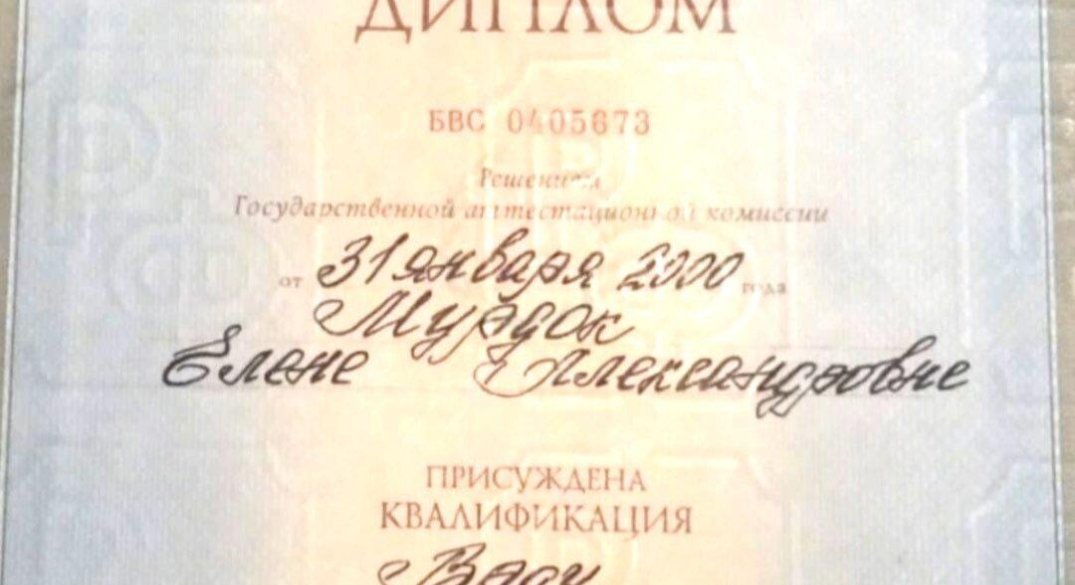 ДИПЛОМ
БВС 0405673
Решением
Государственной аттестационной комиссии
от 31 января 2000 года
Мурдок
Елене Александровне
ПРИСУЖДЕНА
КВАЛИФИКАЦИЯ